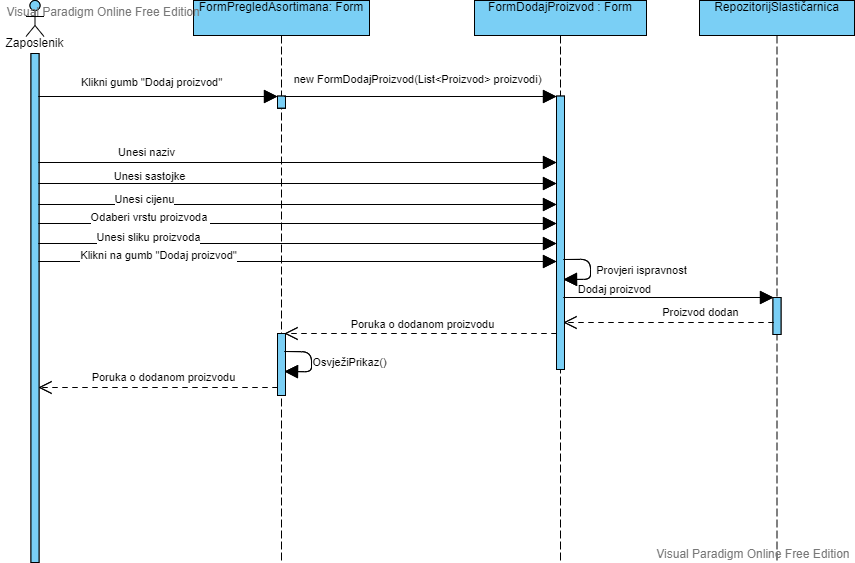 Visual Paradigm Online Free Edition
FormPregledAsortimana: Form
FormDodajProizvod : Form
RepozitorijSlastičarnica
Zaposlenik
Klikni gumb "Dodaj proizvod"
new FormDodajProizvod(List<Proizvod> proizvodi)
Unesi naziv
Unesi sastojke
Unesi cijenu
Odaberi vrstu proizvoda
Unesi sliku proizvoda
Klikni na gumb "Dodaj proizvod"
Provjeri ispravnost
Dodaj proizvod
Proizvod dodan
Poruka o dodanom proizvodu
OsvježiPrikaz()
Poruka o dodanom proizvodu
Visual Paradigm Online Free Edition